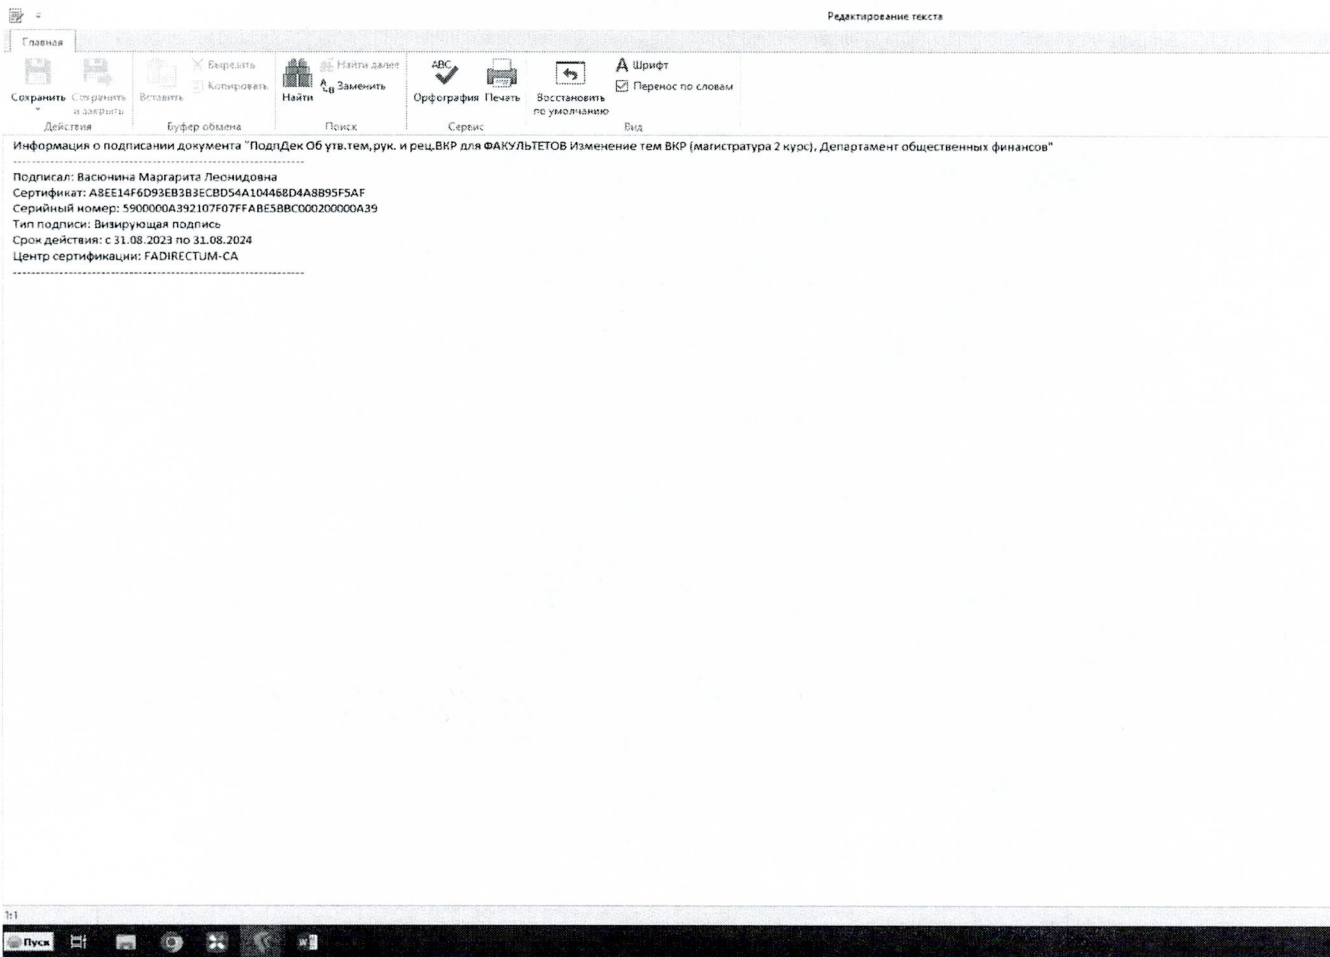 Редактирование текста
Главная
Сохранить
Сохранить и закрыть
Вставить
Вырезать
Копировать
Найти
Найти далее
Заменить
ABC
Орфография
Печать
Восстановить по умолчанию
Шрифт
Перенос по словам
Действия
Буфер обмена
Поиск
Сервис
Вид
Информация о подписании документа "ПодпДек Об утв.тем,рук. и рец.ВКР для ФАКУЛЬТЕТОВ Изменение тем ВКР (магистратура 2 курс), Департамент общественных финансов"
Подписал: Васюнина Маргарита Леонидовна
Сертификат: A8EE14F6D93EB3B3ECBD54A104468D4A8B95F5AF
Серийный номер: 5900000A392107F07FFABE5BBC000200000A39
Тип подписи: Визирующая подпись
Срок действия: с 31.08.2023 по 31.08.2024
Центр сертификации: FADIRECTUM-CA
1:1
Пуск